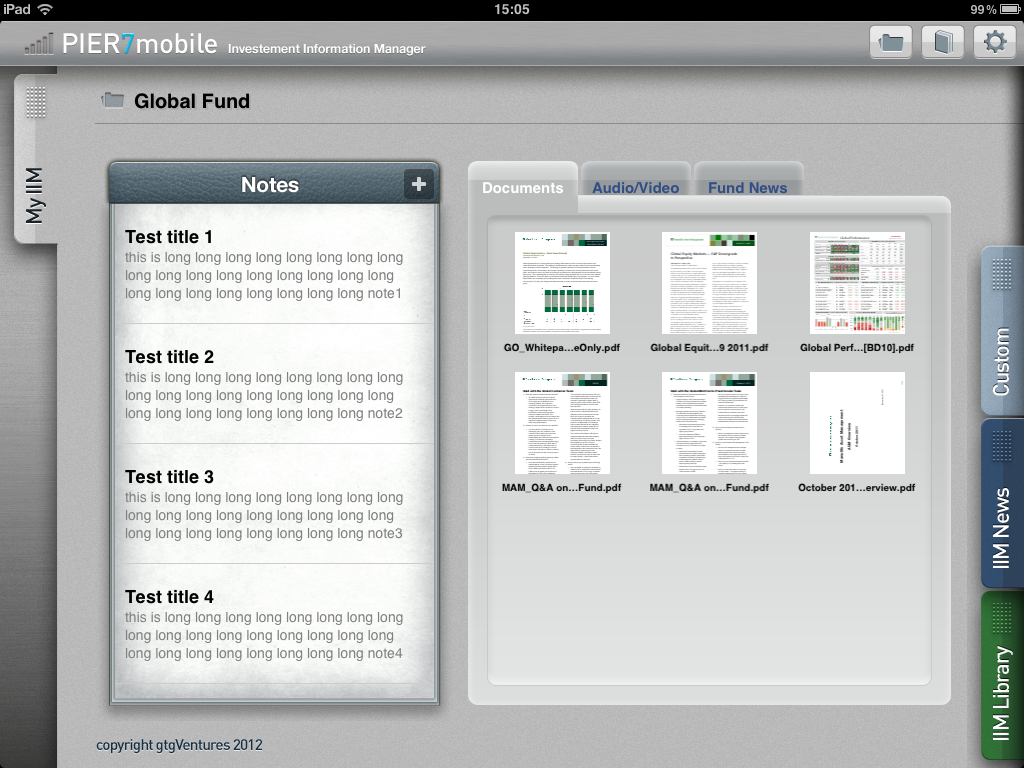 iPad 15:05 99%
PIER7mobile Investement Information Manager
My IIM
Global Fund
Notes
+
Test title 1
this is long long long long long long long
long long long long long long long long
long long long long long long long note1
Test title 2
this is long long long long long long long
long long long long long long long long
long long long long long long long note2
Test title 3
this is long long long long long long long
long long long long long long long long
long long long long long long long note3
Test title 4
this is long long long long long long long
long long long long long long long long
long long long long long long long note4
Documents Audio/Video Fund News
GO_Whitepa...eOnly.pdf Global Equit...9 2011.pdf Global Perf...[BD10].pdf
MAM_Q&A on...Fund.pdf MAM_Q&A on...Fund.pdf October 201...erview.pdf
Custom
IIM News
IIM Library
copyright gtgVentures 2012